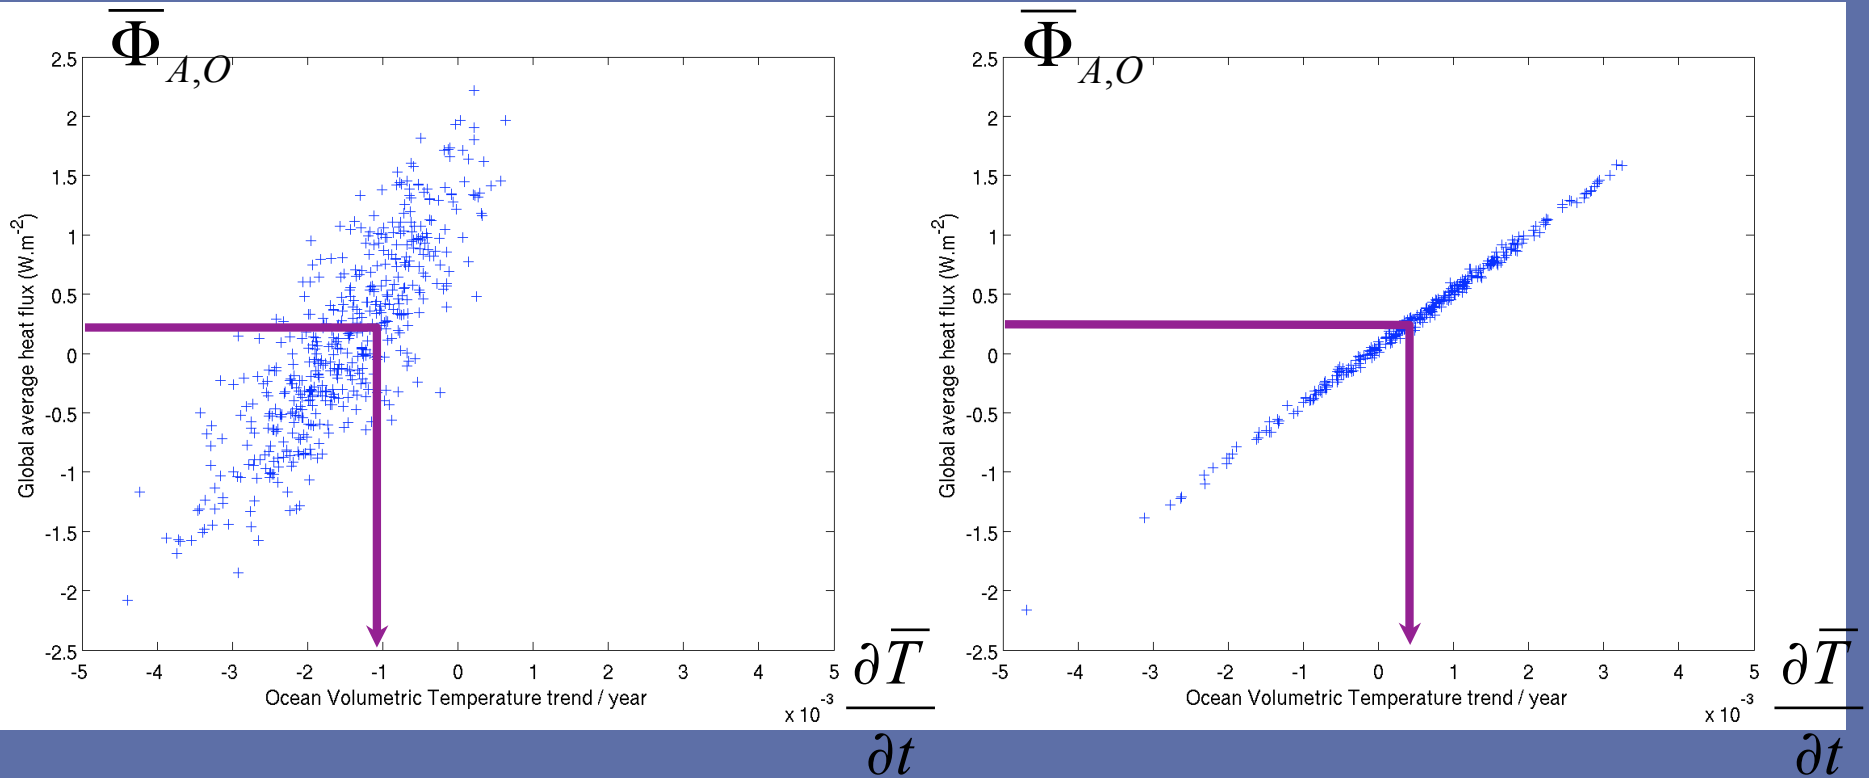 Φ̅ A,O
2.5
2
1.5
1
0.5
0
-0.5
-1
-1.5
-2
-2.5
Global average heat flux (W.m-2)
-5 -4 -3 -2 -1 0 1 2 3 4 5
Ocean Volumetric Temperature trend / year
x 10-3
∂T̅
∂t
Φ̅ A,O
2.5
2
1.5
1
0.5
0
-0.5
-1
-1.5
-2
-2.5
Global average heat flux (W.m-2)
-5 -4 -3 -2 -1 0 1 2 3 4 5
Ocean Volumetric Temperature trend / year
x 10-3
∂T̅
∂t